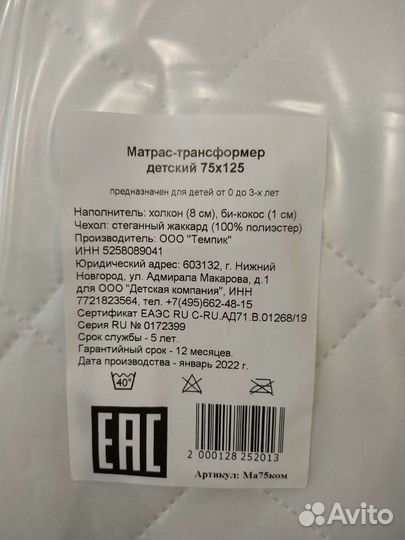 Матрас-трансформер
детский 75х125
предназначен для детей от 0 до 3-х лет
Наполнитель: холкон (8 см), би-кокос (1 см)
Чехол: стеганный жаккард (100% полиэстер)
Производитель: ООО "Темпик"
ИНН 5258089041
Юридический адрес: 603132, г. Нижний
Новгород, ул. Адмирала Макарова, д.1
для ООО "Детская компания", ИНН
7721823564, тел. +7(495)662-48-15
Сертификат ЕАЭС RU C-RU.АД71.В.01268/19
Серия RU № 0172399
Срок службы - 5 лет.
Гарантийный срок - 12 месяцев.
Дата производства - январь 2022 г.
40°
ЕАС
2 000128 252013
Артикул: Ма75ком
Avito